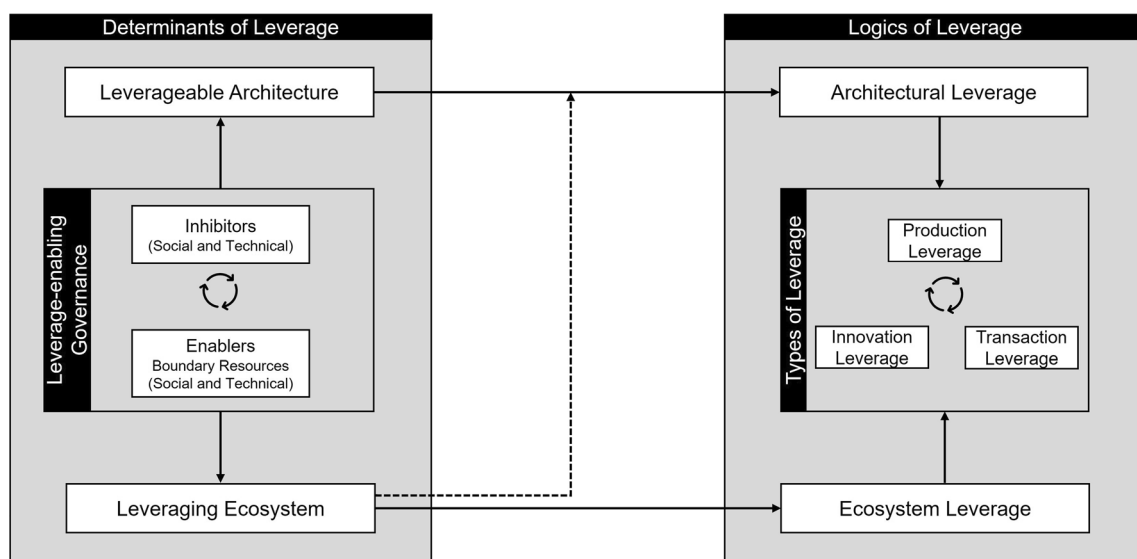 Determinants of Leverage
Leverageable Architecture
Leverage-enabling
Governance
Inhibitors
(Social and Technical)
Enablers
Boundary Resources
(Social and Technical)
Leveraging Ecosystem
Logics of Leverage
Architectural Leverage
Types of Leverage
Production
Leverage
Innovation
Leverage
Transaction
Leverage
Ecosystem Leverage